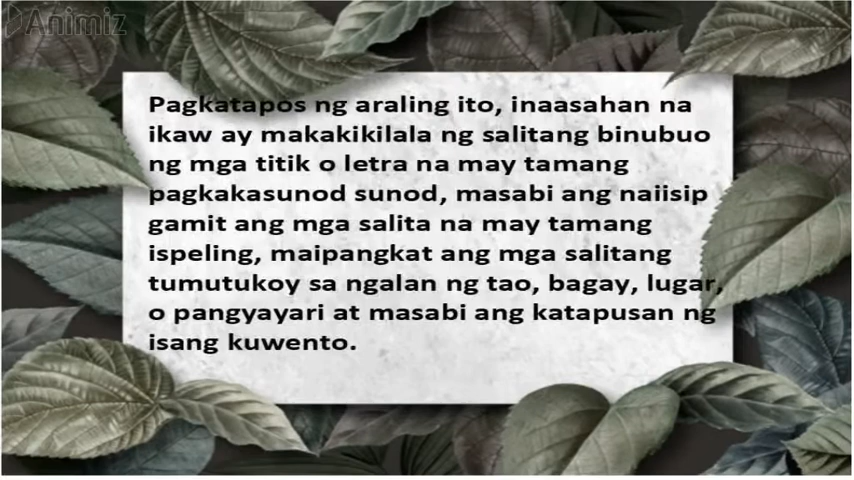 Animiz
Pagkatapos ng araling ito, inaasahan na
ikaw ay makakikilala ng salitang binubuo
ng mga titik o letra na may tamang
pagkakasunod sunod, masabi ang naiisip
gamit ang mga salita na may tamang
ispeling, maipangkat ang mga salitang
tumutukoy sa ngalan ng tao, bagay, lugar,
o pangyayari at masabi ang katapusan ng
isang kuwento.